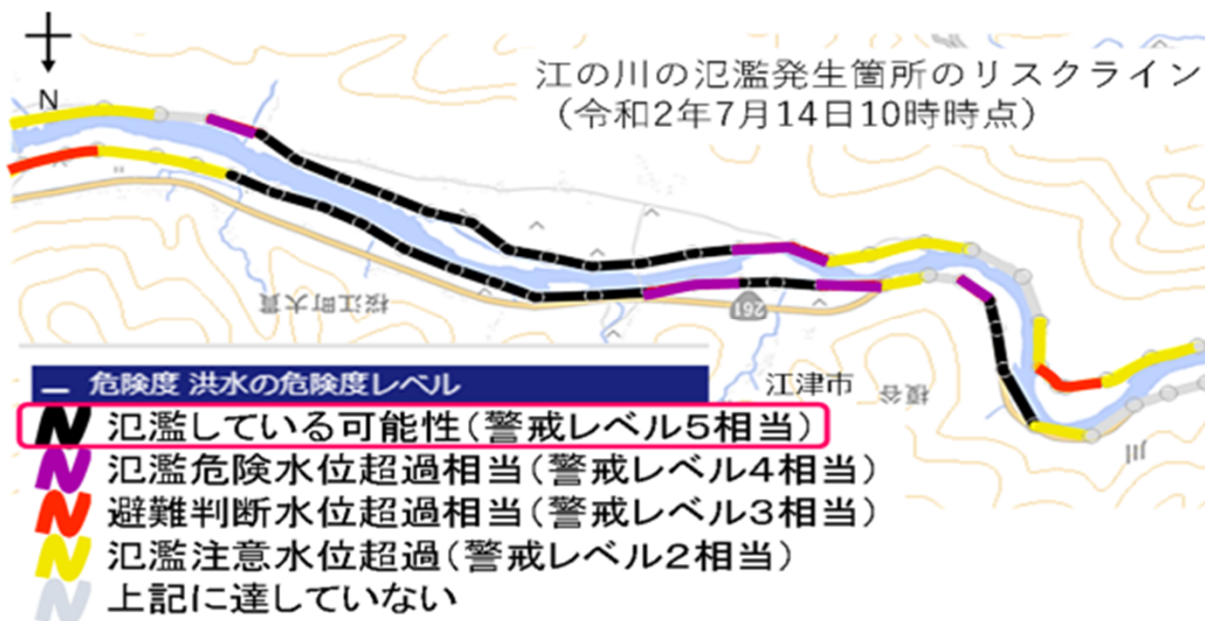 N
江の川の氾濫発生箇所のリスクライン
（令和2年7月14日10時時点）
桜江町大貫
261
江津市
榎谷
川
危険度 洪水の危険度レベル
氾濫している可能性（警戒レベル5相当）
氾濫危険水位超過相当（警戒レベル4相当）
避難判断水位超過相当（警戒レベル3相当）
氾濫注意水位超過（警戒レベル2相当）
上記に達していない